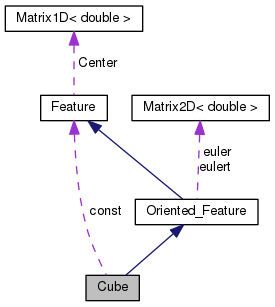 Matrix1D< double >
Center
Feature
Matrix2D< double >
euler
eulert
const
Oriented_Feature
Cube